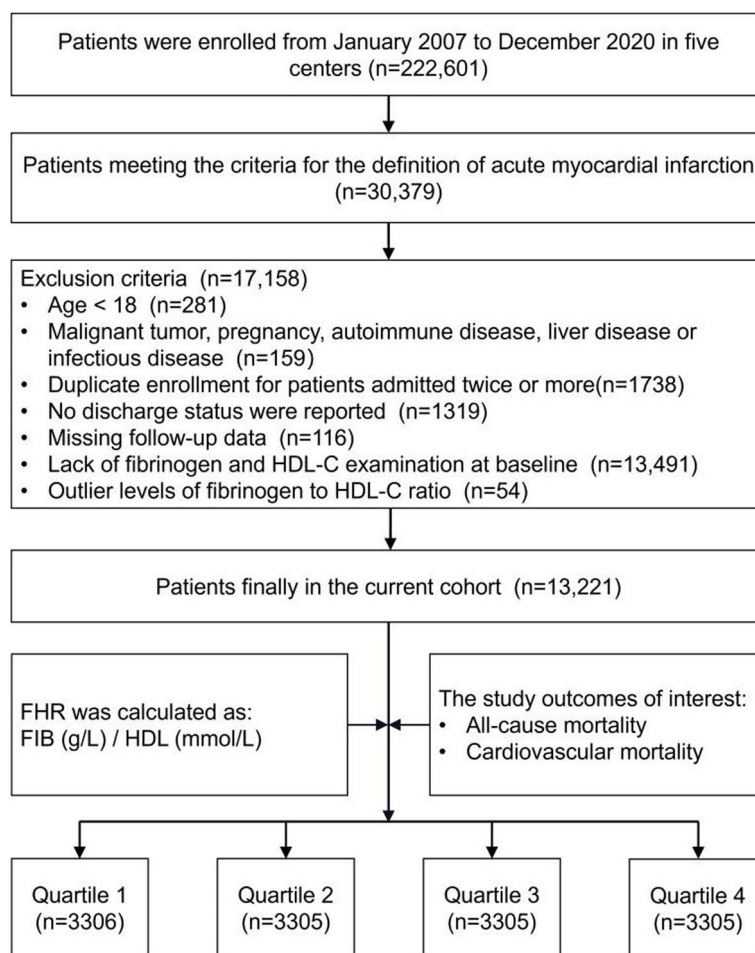 Patients were enrolled from January 2007 to December 2020 in five
centers (n=222,601)
Patients meeting the criteria for the definition of acute myocardial infarction
(n=30,379)
Exclusion criteria (n=17,158)
• Age < 18 (n=281)
• Malignant tumor, pregnancy, autoimmune disease, liver disease or
infectious disease (n=159)
• Duplicate enrollment for patients admitted twice or more(n=1738)
• No discharge status were reported (n=1319)
• Missing follow-up data (n=116)
• Lack of fibrinogen and HDL-C examination at baseline (n=13,491)
• Outlier levels of fibrinogen to HDL-C ratio (n=54)
Patients finally in the current cohort (n=13,221)
FHR was calculated as:
FIB (g/L) / HDL (mmol/L)
The study outcomes of interest:
• All-cause mortality
• Cardiovascular mortality
Quartile 1
(n=3306)
Quartile 2
(n=3305)
Quartile 3
(n=3305)
Quartile 4
(n=3305)